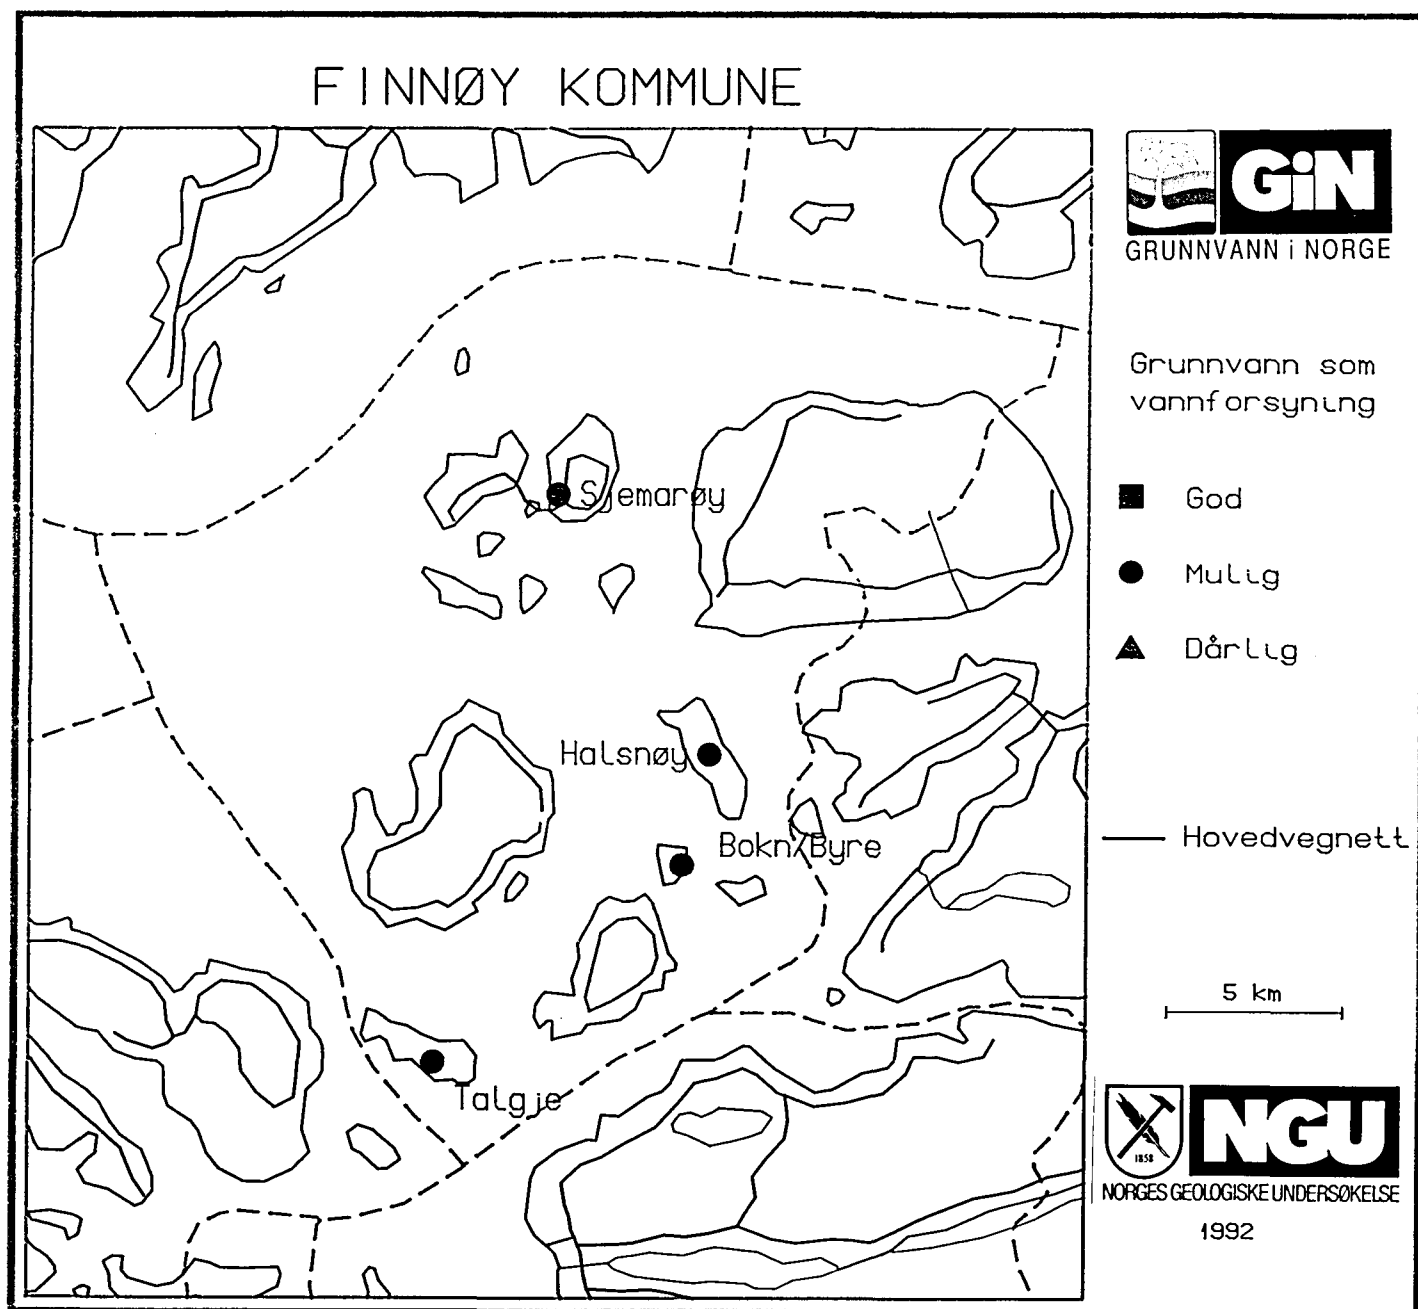 FINNØY KOMMUNE
GiN
GRUNNVANN i NORGE
Grunnvann som
vannforsyning
God
Mulig
Dårlig
Hovedvegnett
5 km
Sjemarøy
Halsnøy
Bokn/Byre
Talgje
1858
NGU
NORGES GEOLOGISKE UNDERSØKELSE
1992